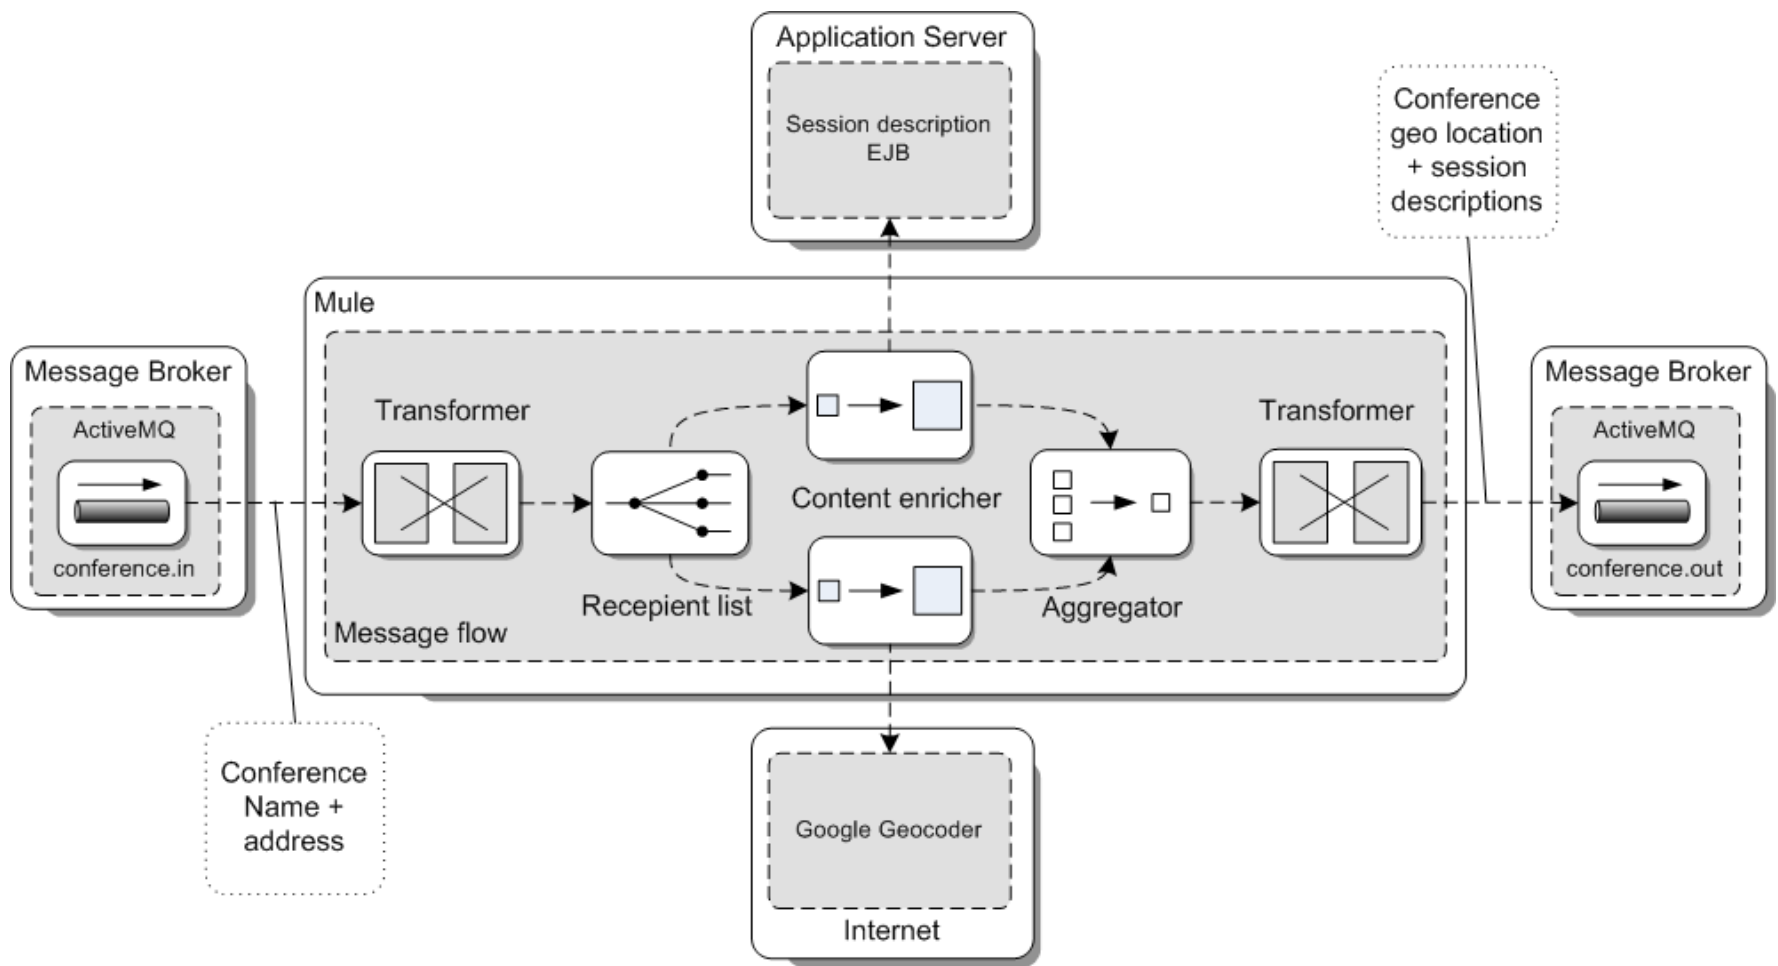 Application Server
Session description
EJB
Conference
geo location
+ session
descriptions
Mule
Message Broker
ActiveMQ
conference.in
Transformer
Recepient list
Message flow
Content enricher
Aggregator
Transformer
Message Broker
ActiveMQ
conference.out
Conference
Name +
address
Google Geocoder
Internet